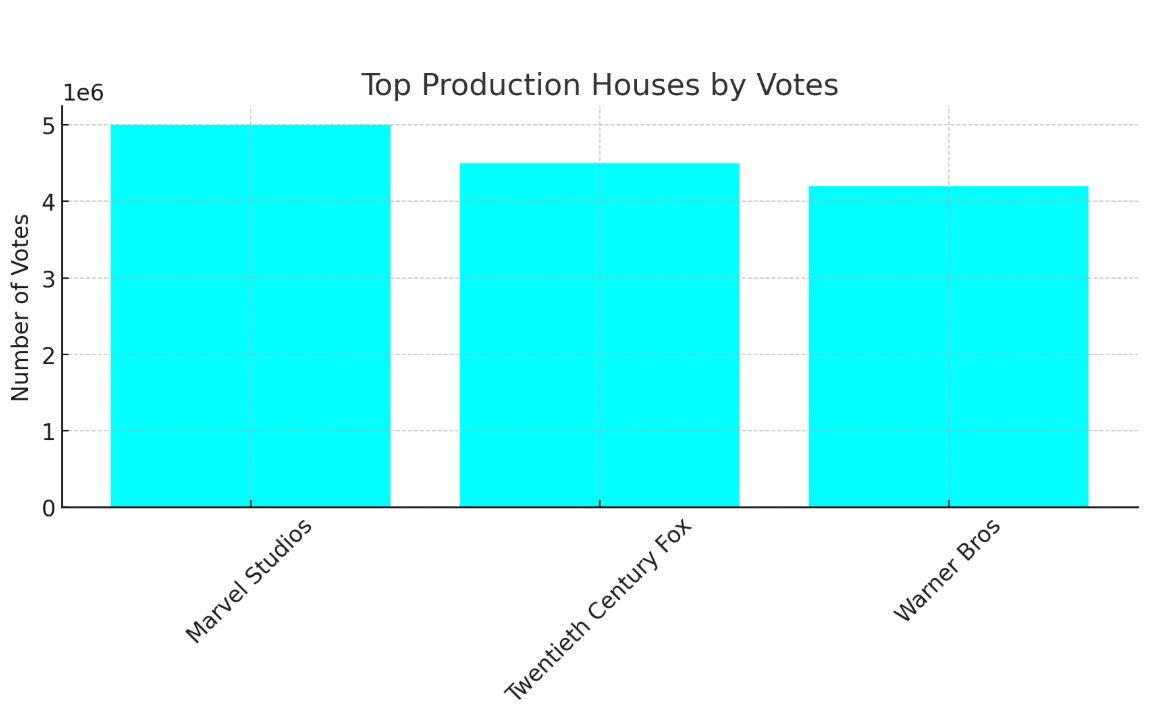 Top Production Houses by Votes
1e6
5
4
3
2
1
0
Number of Votes
Marvel Studios
Twentieth Century Fox
Warner Bros